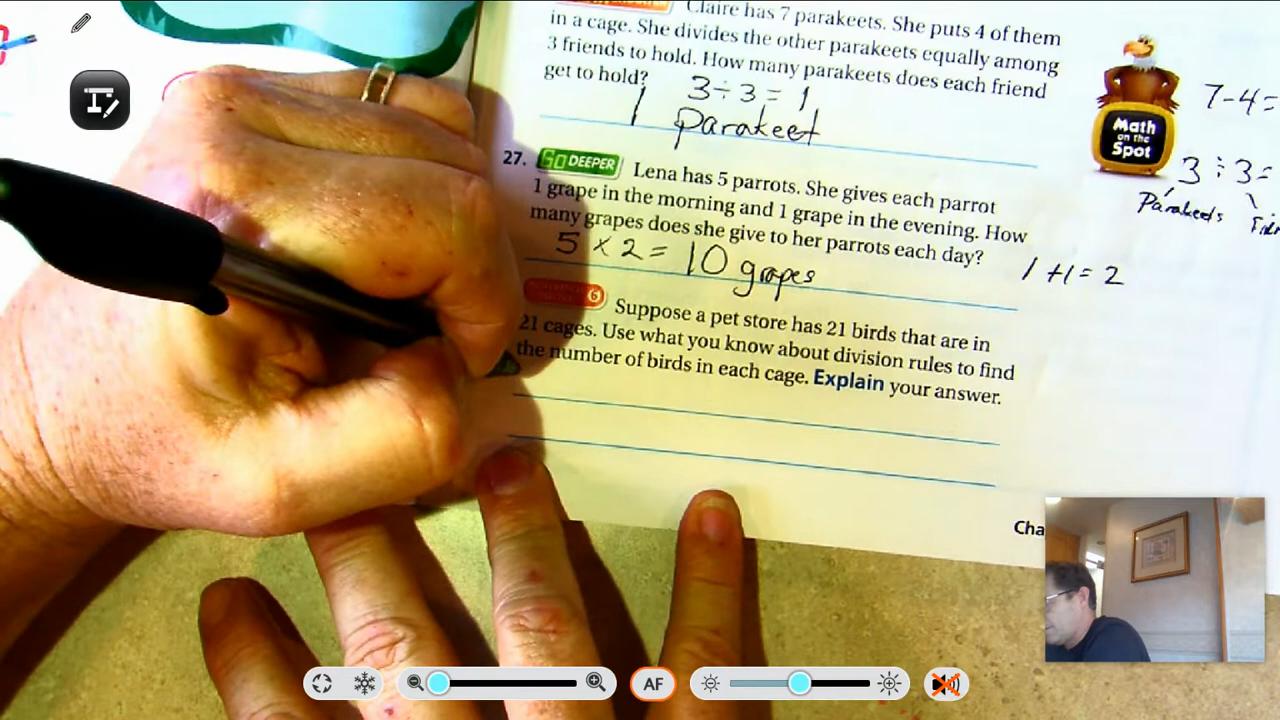 Claire has 7 parakeets. She puts 4 of them
in a cage. She divides the other parakeets equally among
3 friends to hold. How many parakeets does each friend
get to hold?
3 ÷ 3 = 1
1 parakeet
7-4=
Math
on the
Spot
3 ÷ 3=
Parakeets
27. GO DEEPER Lena has 5 parrots. She gives each parrot
1 grape in the morning and 1 grape in the evening. How
many grapes does she give to her parrots each day?
5 × 2 = 10 grapes
1 +1= 2
6 Suppose a pet store has 21 birds that are in
21 cages. Use what you know about division rules to find
the number of birds in each cage. Explain your answer.
Cha
AF